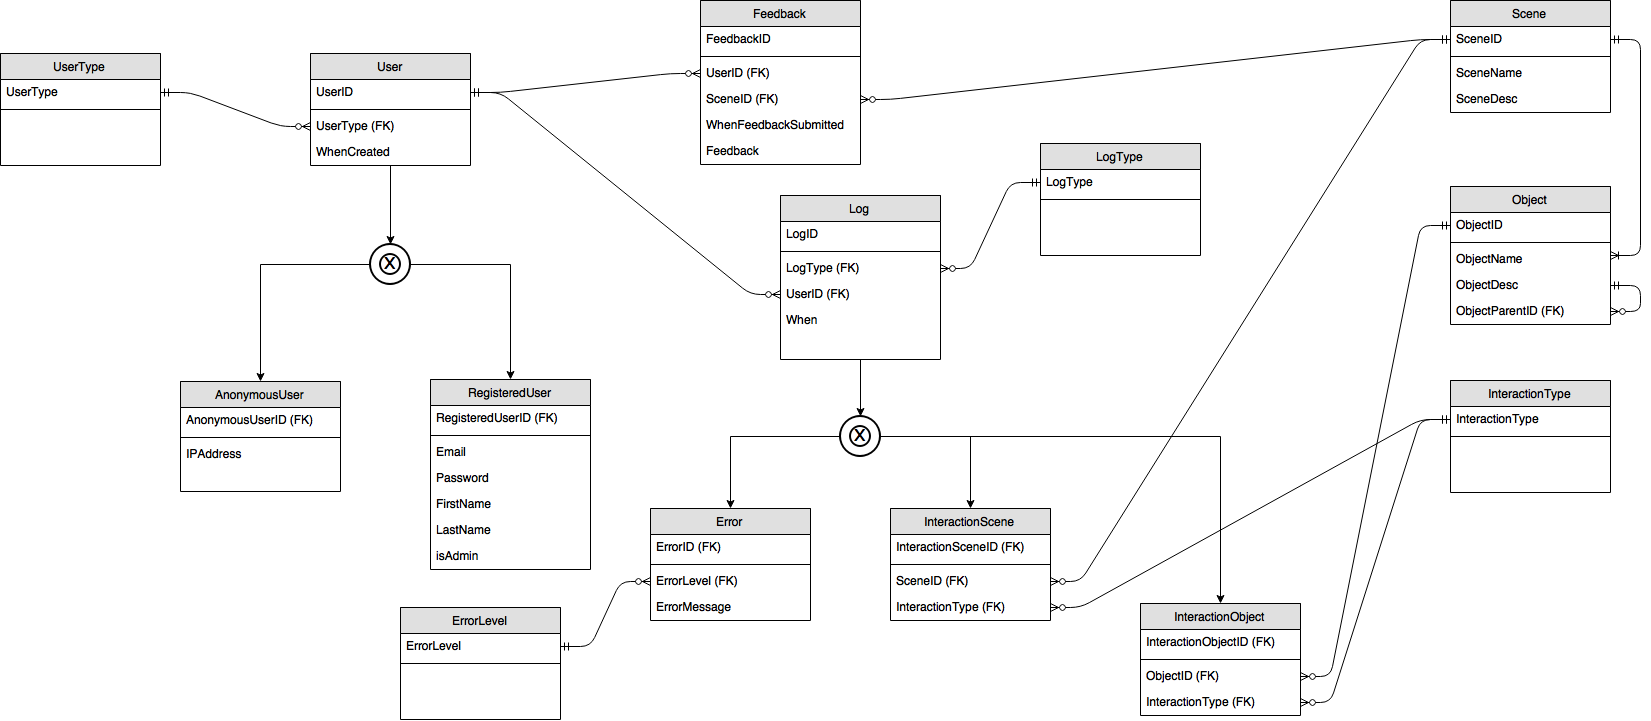 UserType
UserType
User
UserID
UserType (FK)
WhenCreated
Feedback
FeedbackID
UserID (FK)
SceneID (FK)
WhenFeedbackSubmitted
Feedback
Scene
SceneID
SceneName
SceneDesc
LogType
LogType
Log
LogID
LogType (FK)
UserID (FK)
When
Object
ObjectID
ObjectName
ObjectDesc
ObjectParentID (FK)
X
AnonymousUser
AnonymousUserID (FK)
IPAddress
RegisteredUser
RegisteredUserID (FK)
Email
Password
FirstName
LastName
isAdmin
X
InteractionType
InteractionType
Error
ErrorID (FK)
ErrorLevel (FK)
ErrorMessage
InteractionScene
InteractionSceneID (FK)
SceneID (FK)
InteractionType (FK)
ErrorLevel
ErrorLevel
InteractionObject
InteractionObjectID (FK)
ObjectID (FK)
InteractionType (FK)